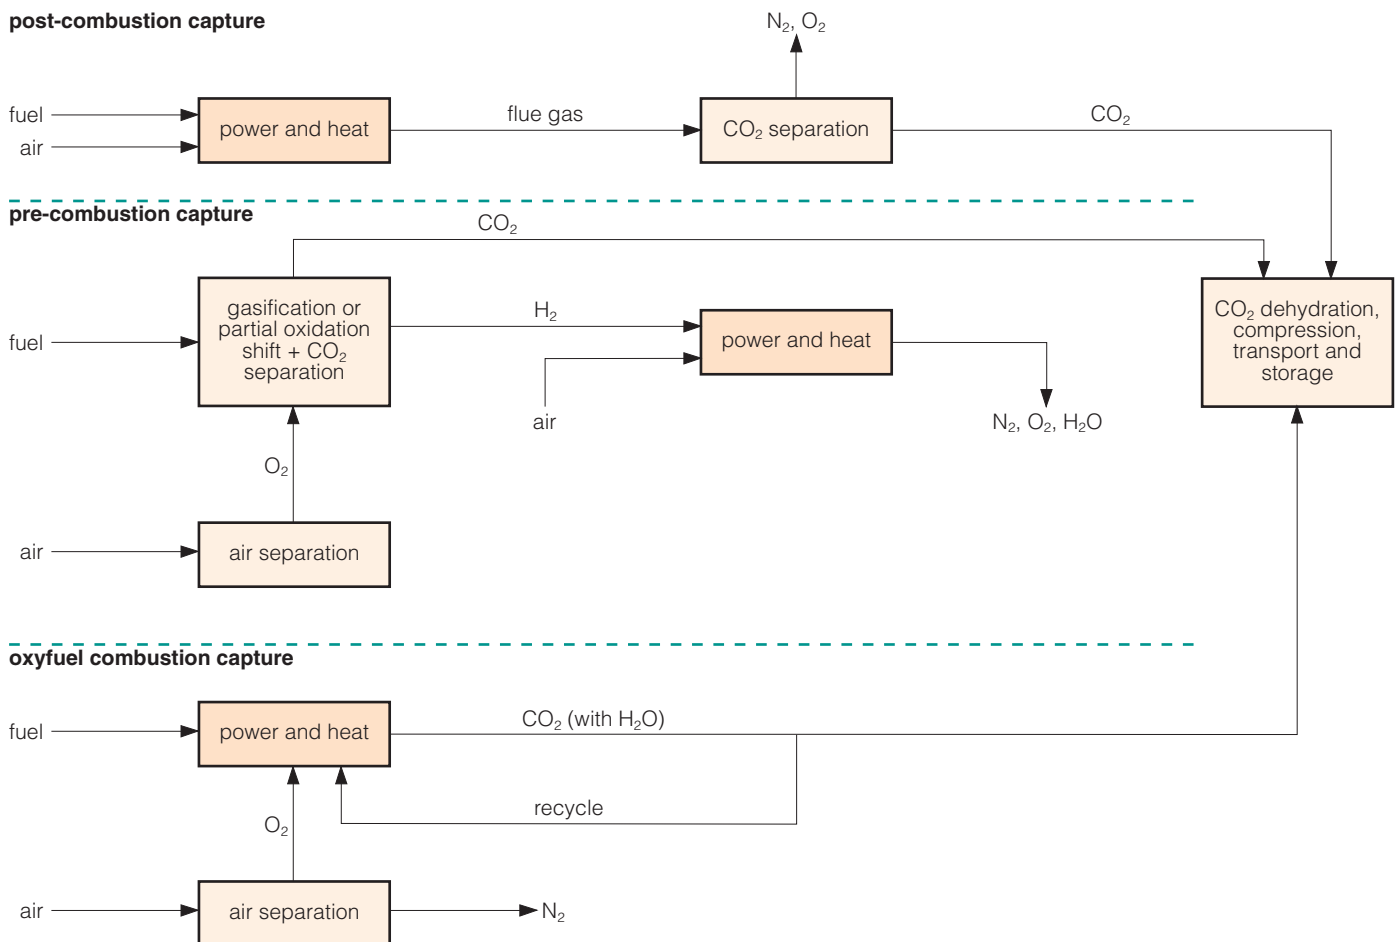 post-combustion capture
N₂, O₂
fuel
air
power and heat
flue gas
CO₂ separation
CO₂
pre-combustion capture
CO₂
fuel
gasification or
partial oxidation
shift + CO₂
separation
H₂
air
power and heat
N₂, O₂, H₂O
CO₂ dehydration,
compression,
transport and
storage
O₂
air
air separation
oxyfuel combustion capture
fuel
power and heat
CO₂ (with H₂O)
recycle
O₂
air
air separation
N₂